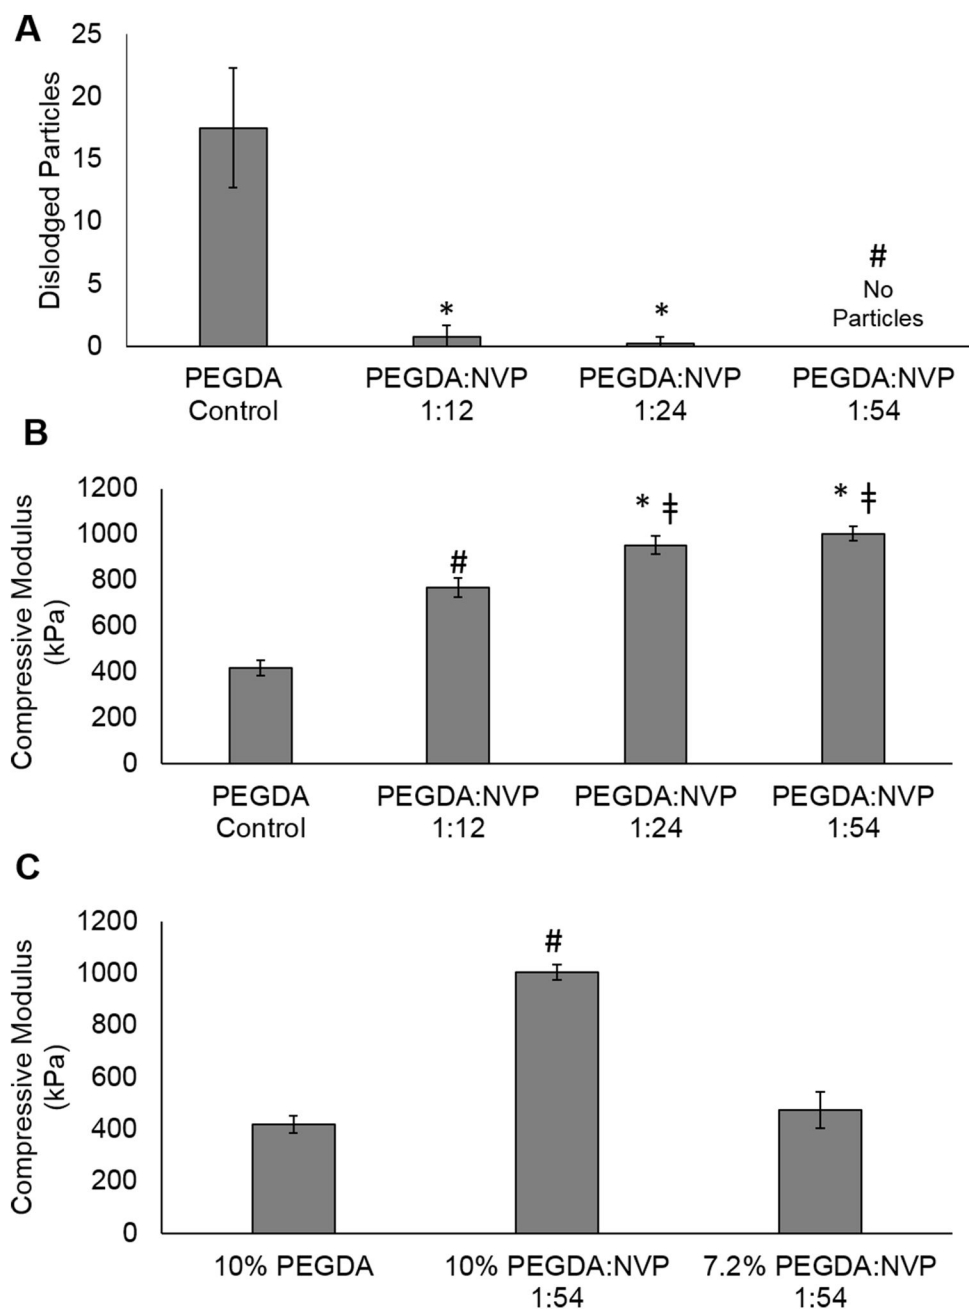 A
Dislodged Particles
25
20
15
10
5
0
*
*
#
No
Particles
PEGDA
Control
PEGDA:NVP
1:12
PEGDA:NVP
1:24
PEGDA:NVP
1:54
B
Compressive Modulus
(kPa)
1200
1000
800
600
400
200
0
#
* ‡
* ‡
PEGDA
Control
PEGDA:NVP
1:12
PEGDA:NVP
1:24
PEGDA:NVP
1:54
C
Compressive Modulus
(kPa)
1200
1000
800
600
400
200
0
#
10% PEGDA
10% PEGDA:NVP
1:54
7.2% PEGDA:NVP
1:54